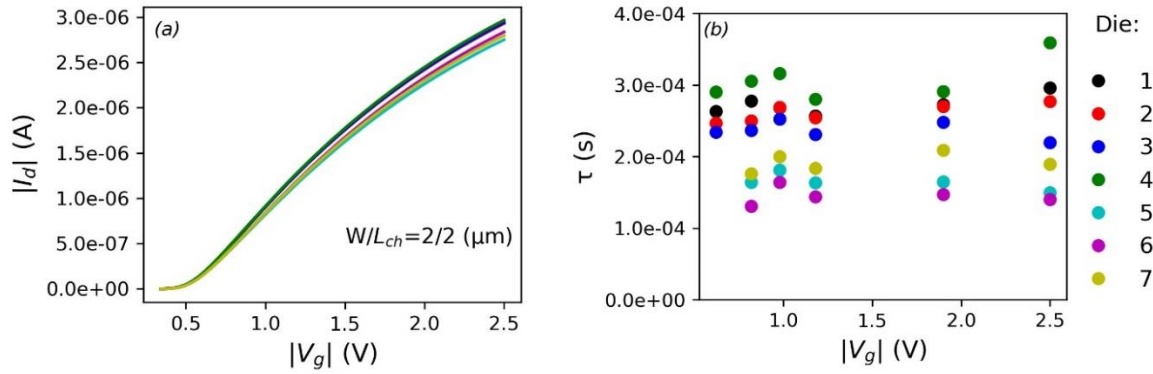 (a)
3.0e-06
2.5e-06
2.0e-06
1.5e-06
1.0e-06
5.0e-07
0.0e+00
|I_d| (A)
W/L_ch=2/2 (μm)
0.5 1.0 1.5 2.0 2.5
|V_g| (V)
(b)
4.0e-04
3.0e-04
2.0e-04
1.0e-04
0.0e+00
τ (s)
1.0 1.5 2.0 2.5
|V_g| (V)
Die:
1
2
3
4
5
6
7